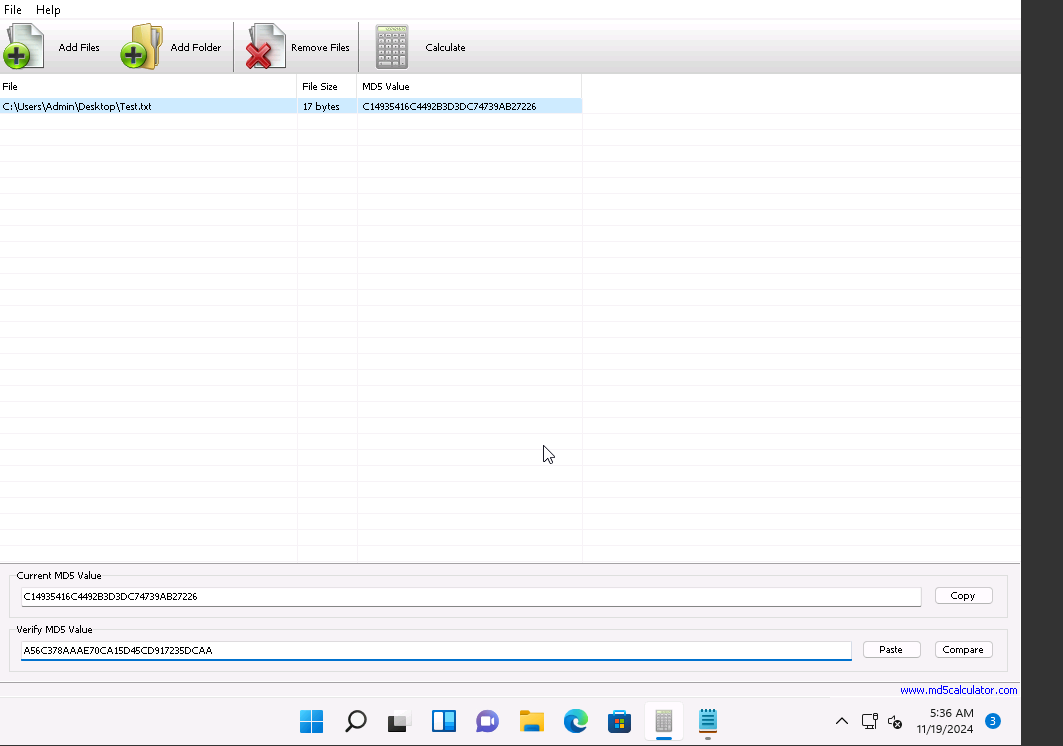 File Help
Add Files Add Folder Remove Files Calculate
File File Size MD5 Value
C:\Users\Admin\Desktop\Test.txt 17 bytes C14935416C4492B3D3DC74739AB27226
Current MD5 Value
C14935416C4492B3D3DC74739AB27226 Copy
Verify MD5 Value
A56C378AAAE70CA15D45CD917235DCAA Paste Compare
www.md5calculator.com
5:36 AM
11/19/2024 3